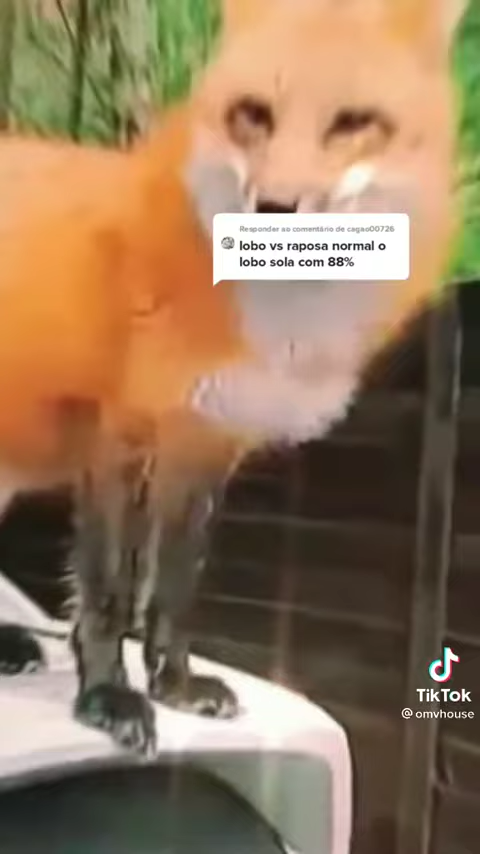 Responder ao comentário de cagao00726
lobo vs raposa normal o
lobo sola com 88%
TikTok
@omvhouse